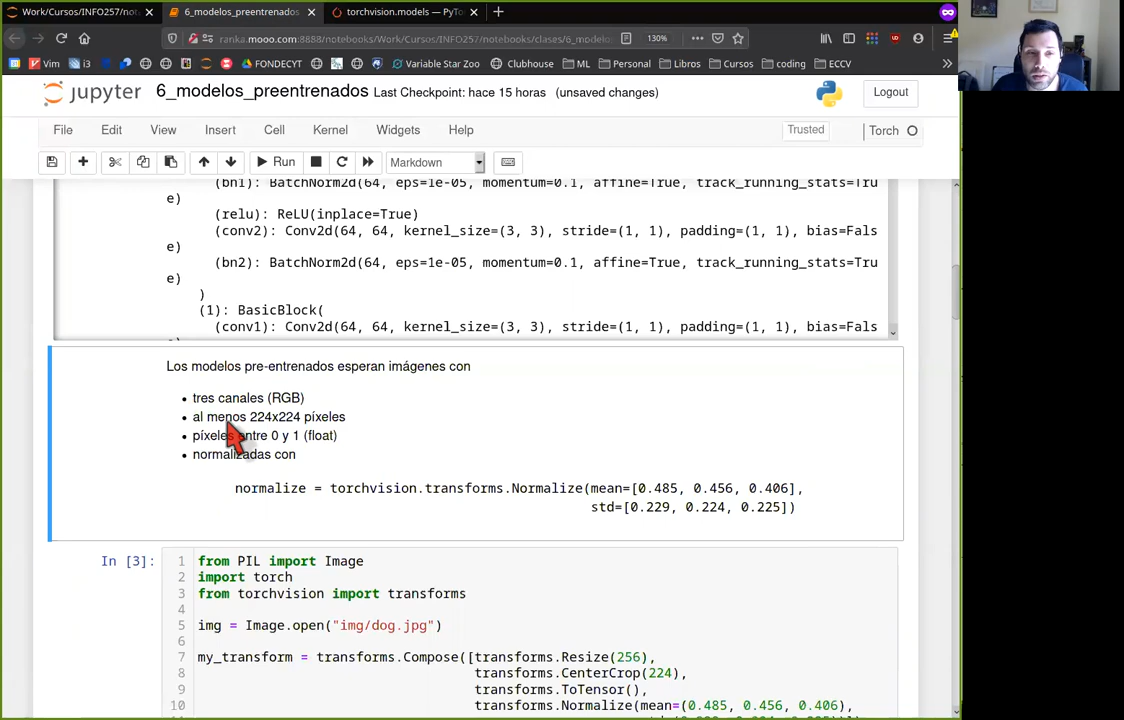 Work/Cursos/INFO257/not
6_modelos_preentrenados
torchvision.models — PyTo
ranka.mooo.com:8888/notebooks/Work/Cursos/INFO257/notebooks/clases/6_modelo
130%
Vim
i3
FONDECYT
Variable Star Zoo
Clubhouse
ML
Personal
Libros
Cursos
coding
ECCV
jupyter 6_modelos_preentrenados Last Checkpoint: hace 15 horas (unsaved changes)
Logout
File Edit View Insert Cell Kernel Widgets Help
Trusted
Torch
Run
Markdown
(bn1): BatchNorm2d(64, eps=1e-05, momentum=0.1, affine=True, track_running_stats=Tru
e)
(relu): ReLU(inplace=True)
(conv2): Conv2d(64, 64, kernel_size=(3, 3), stride=(1, 1), padding=(1, 1), bias=Fals
e)
(bn2): BatchNorm2d(64, eps=1e-05, momentum=0.1, affine=True, track_running_stats=Tru
e)
)
(1): BasicBlock(
(conv1): Conv2d(64, 64, kernel_size=(3, 3), stride=(1, 1), padding=(1, 1), bias=Fals
Los modelos pre-entrenados esperan imágenes con
• tres canales (RGB)
• al menos 224x224 píxeles
• píxeles entre 0 y 1 (float)
• normalizadas con
normalize = torchvision.transforms.Normalize(mean=[0.485, 0.456, 0.406],
std=[0.229, 0.224, 0.225])
In [3]:
1 from PIL import Image
2 import torch
3 from torchvision import transforms
4
5 img = Image.open("img/dog.jpg")
6
7 my_transform = transforms.Compose([transforms.Resize(256),
8 transforms.CenterCrop(224),
9 transforms.ToTensor(),
10 transforms.Normalize(mean=(0.485, 0.456, 0.406),